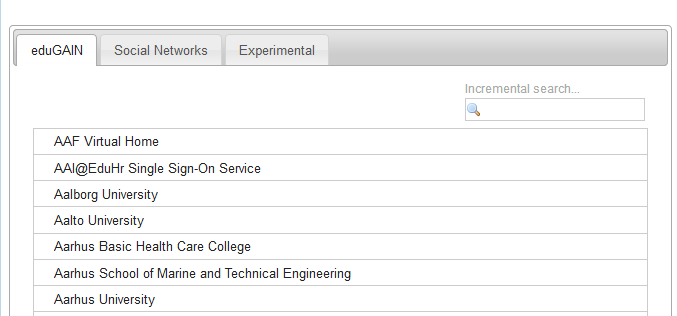 eduGAIN Social Networks Experimental
Incremental search...
AAF Virtual Home
AAI@EduHr Single Sign-On Service
Aalborg University
Aalto University
Aarhus Basic Health Care College
Aarhus School of Marine and Technical Engineering
Aarhus University